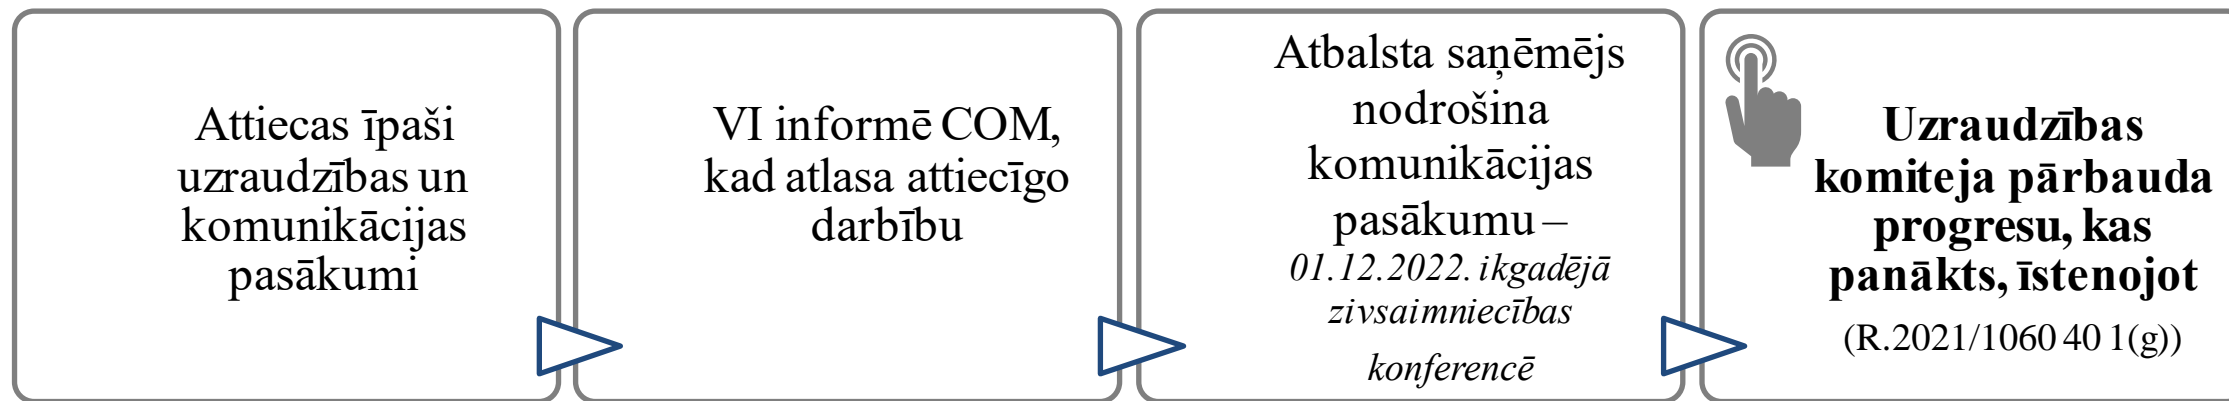 Attiecas īpaši
uzraudzības un
komunikācijas
pasākumi
VI informē COM,
kad atlasa attiecīgo
darbību
Atbalsta saņēmējs
nodrošina
komunikācijas
pasākumu –
01.12.2022. ikgadējā
zivsaimniecības
konferencē
Uzraudzības
komiteja pārbauda
progresu, kas
panākts, īstenojot
(R.2021/1060 40 1(g))